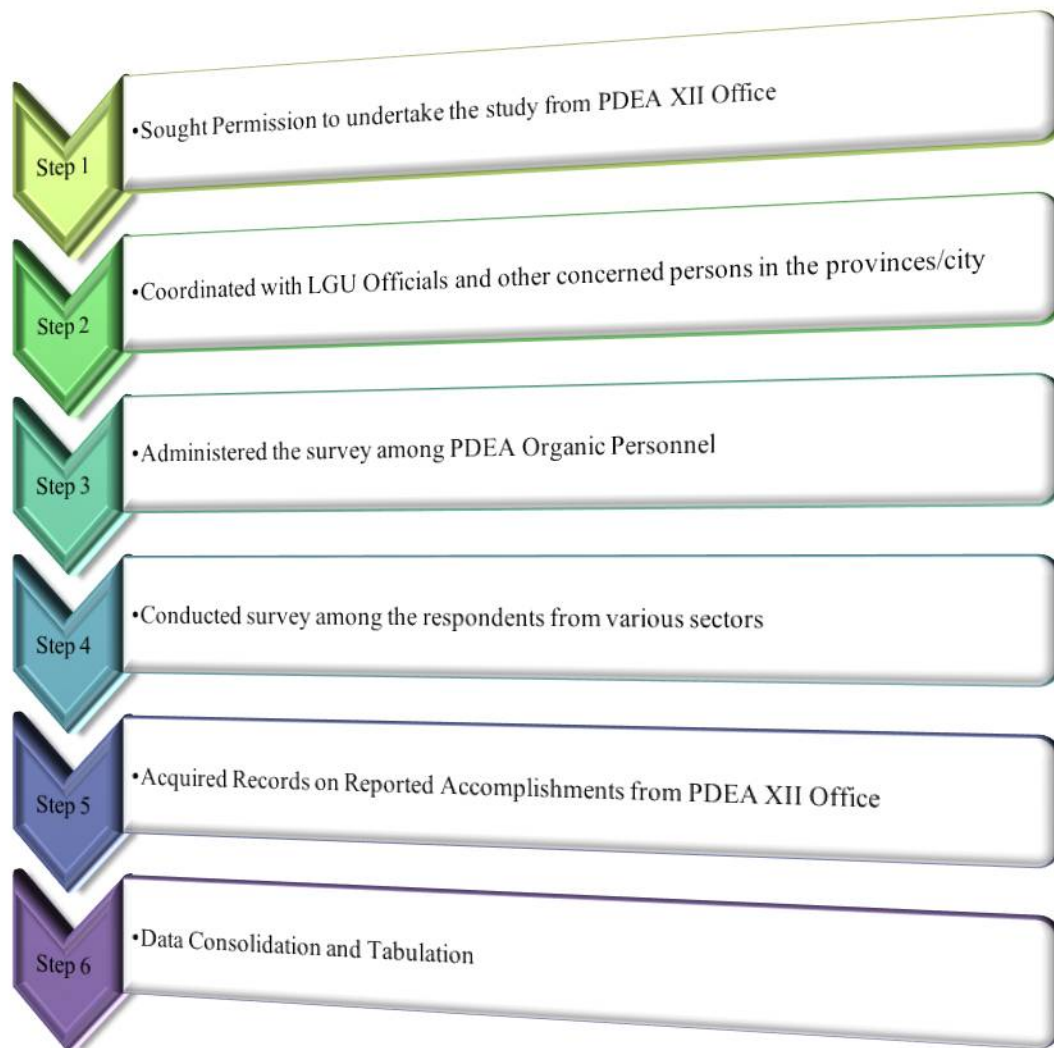 Step 1
•Sought Permission to undertake the study from PDEA XII Office
Step 2
•Coordinated with LGU Officials and other concerned persons in the provinces/city
Step 3
•Administered the survey among PDEA Organic Personnel
Step 4
•Conducted survey among the respondents from various sectors
Step 5
•Acquired Records on Reported Accomplishments from PDEA XII Office
Step 6
•Data Consolidation and Tabulation